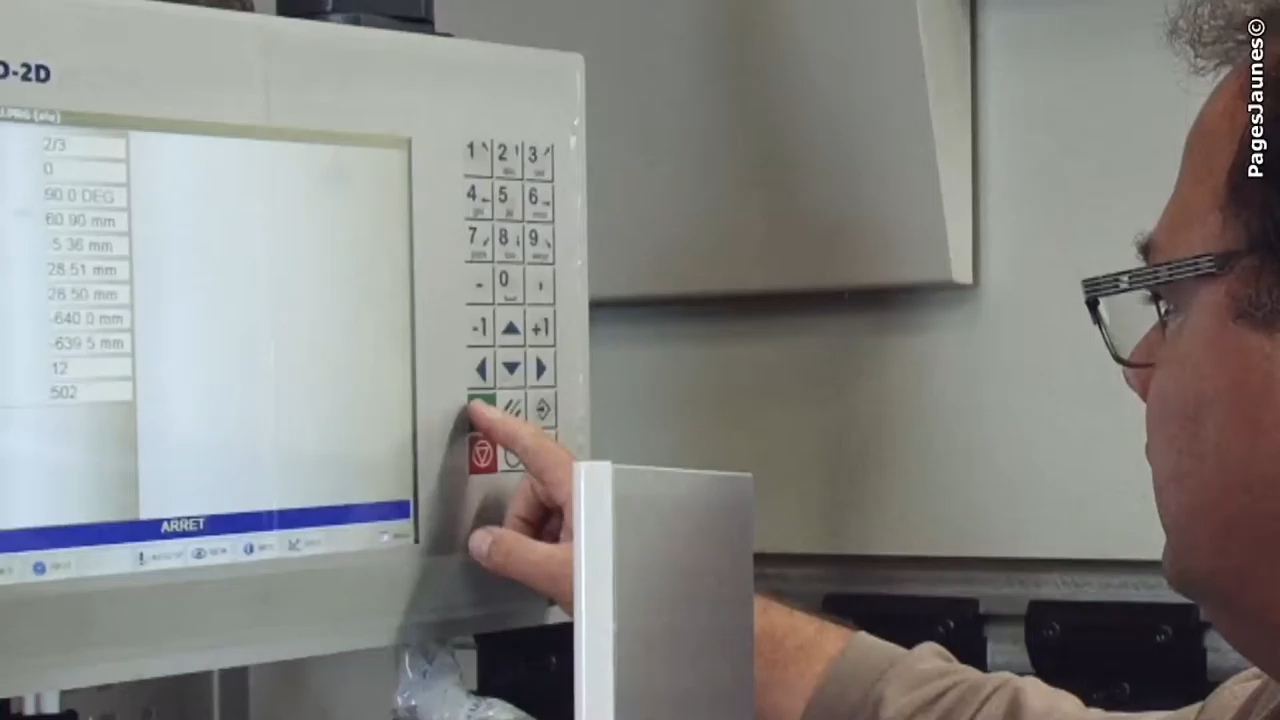 D-2D
2/3
0
90.0 DEG
60.90 mm
5.36 mm
28.51 mm
28.50 mm
-640.0 mm
-639.5 mm
12
502
ARRET
1 2 3
4 5 6
7 8 9
- 0
-1 +1
PagesJaunes©